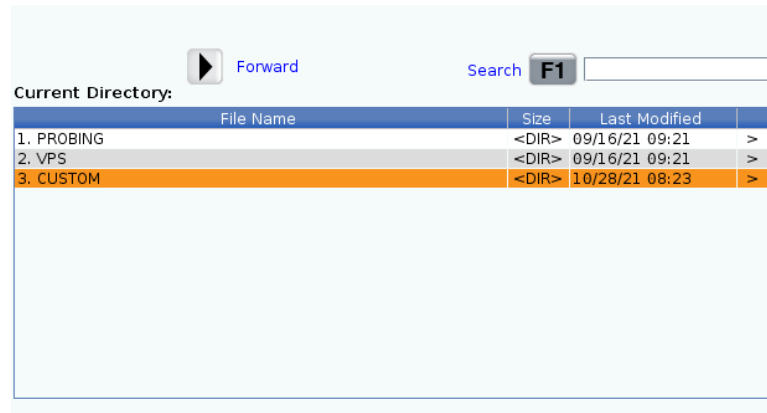 Forward Search F1
Current Directory:
File Name Size Last Modified
1. PROBING <DIR> 09/16/21 09:21 >
2. VPS <DIR> 09/16/21 09:21 >
3. CUSTOM <DIR> 10/28/21 08:23 >